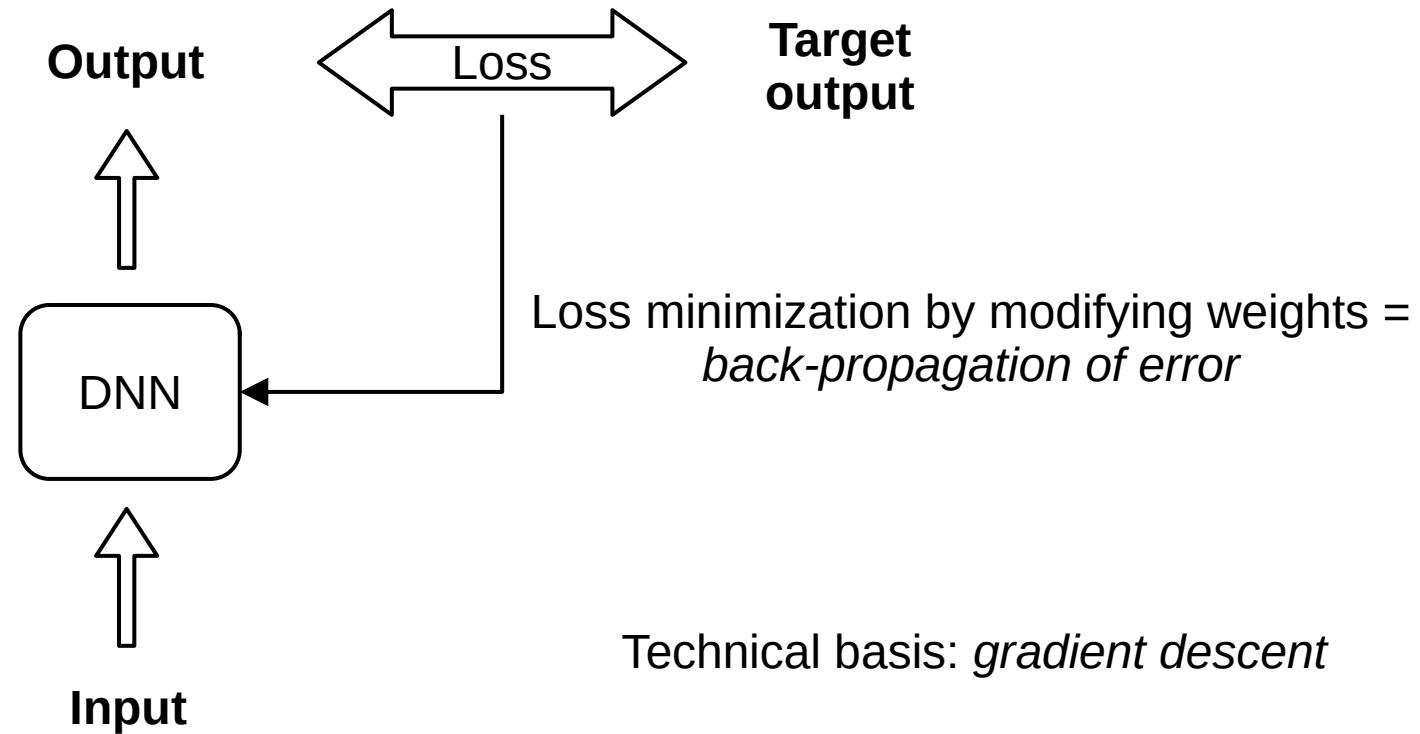 Output
Loss
Target
output
Loss minimization by modifying weights =
back-propagation of error
DNN
Technical basis: gradient descent
Input